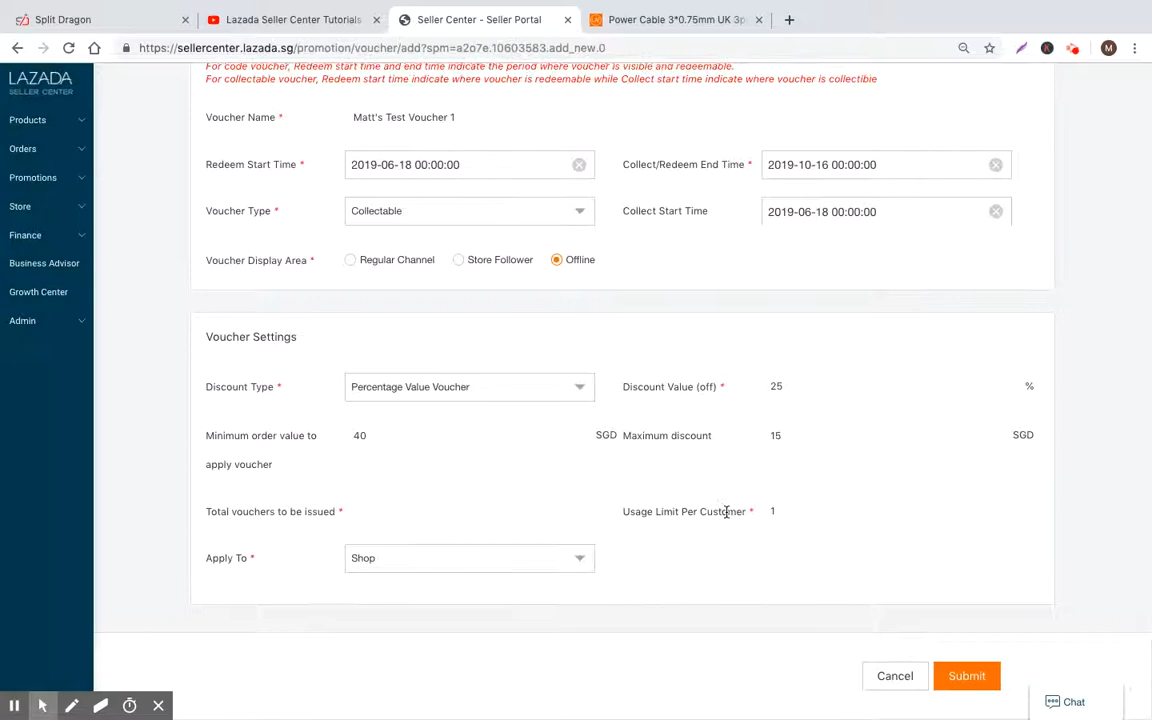 Split Dragon
Lazada Seller Center Tutorials
Seller Center - Seller Portal
Power Cable 3*0.75mm UK 3p
https://sellercenter.lazada.sg/promotion/voucher/add?spm=a2o7e.10603583.add_new.0
M
LAZADA
SELLER CENTER
Products
Orders
Promotions
Store
Finance
Business Advisor
Growth Center
Admin
For code voucher, Redeem start time and end time indicate the period where voucher is visible and redeemable.
For collectable voucher, Redeem start time indicate where voucher is redeemable while Collect start time indicate where voucher is collectible
Voucher Name * Matt's Test Voucher 1
Redeem Start Time * 2019-06-18 00:00:00 Collect/Redeem End Time * 2019-10-16 00:00:00
Voucher Type * Collectable Collect Start Time 2019-06-18 00:00:00
Voucher Display Area * Regular Channel Store Follower Offline
Voucher Settings
Discount Type * Percentage Value Voucher Discount Value (off) * 25 %
Minimum order value to 40 SGD Maximum discount 15 SGD
apply voucher
Total vouchers to be issued * Usage Limit Per Customer * 1
Apply To * Shop
Cancel Submit
Chat